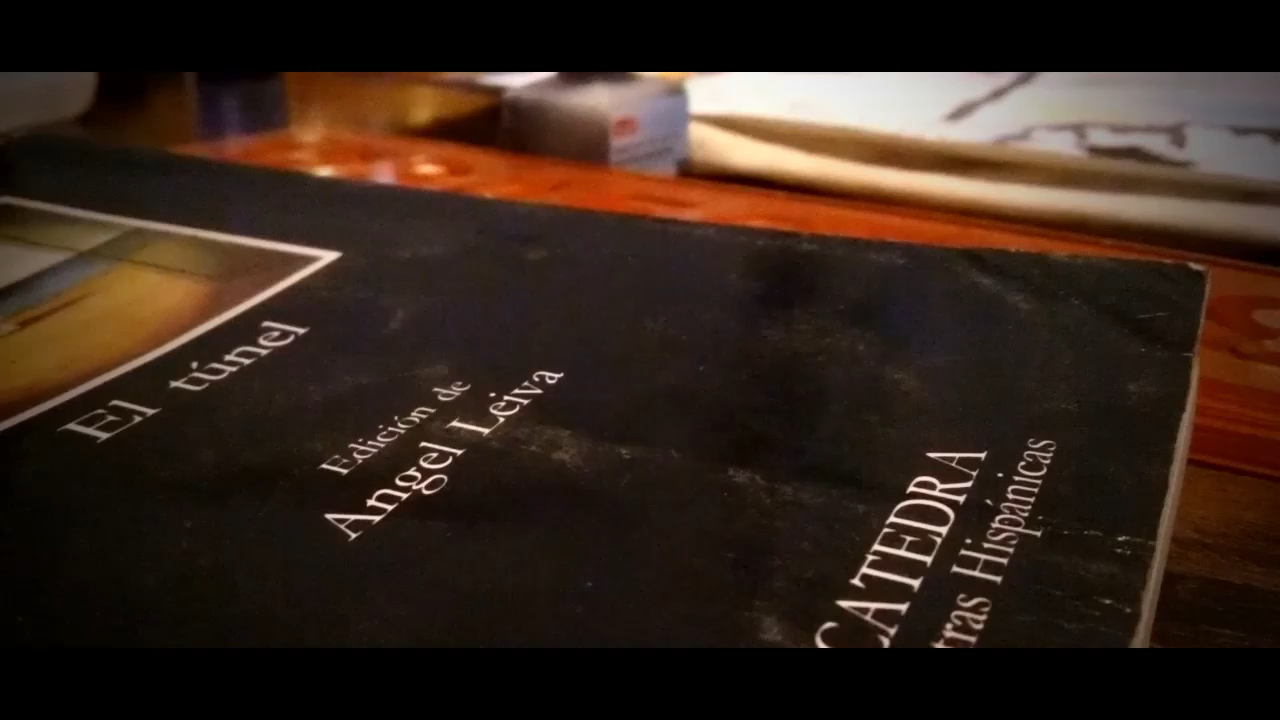 El túnel
Edición de
Angel Leiva
CATEDRA
Hispánicas